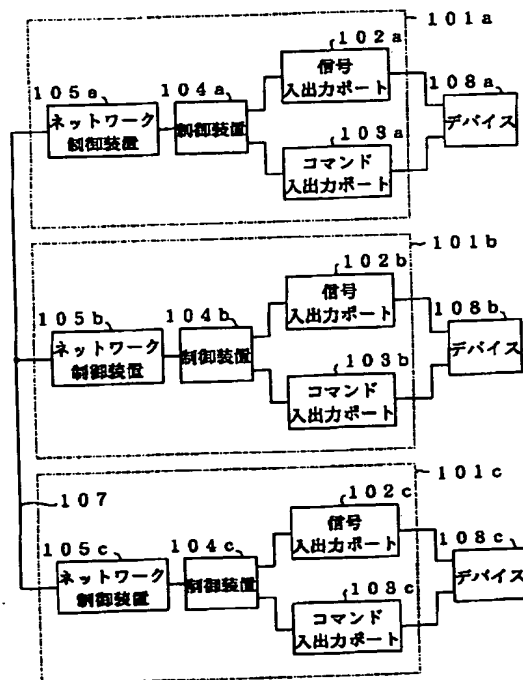 101a
102a
105a
104a
信号
入出力ポート
108a
ネットワーク
制御装置
制御装置
103a
デバイス
コマンド
入出力ポート
101b
102b
105b
104b
信号
入出力ポート
108b
ネットワーク
制御装置
制御装置
103b
デバイス
コマンド
入出力ポート
101c
107
102c
105c
104c
信号
入出力ポート
108c
ネットワーク
制御装置
制御装置
108c
デバイス
コマンド
入出力ポート